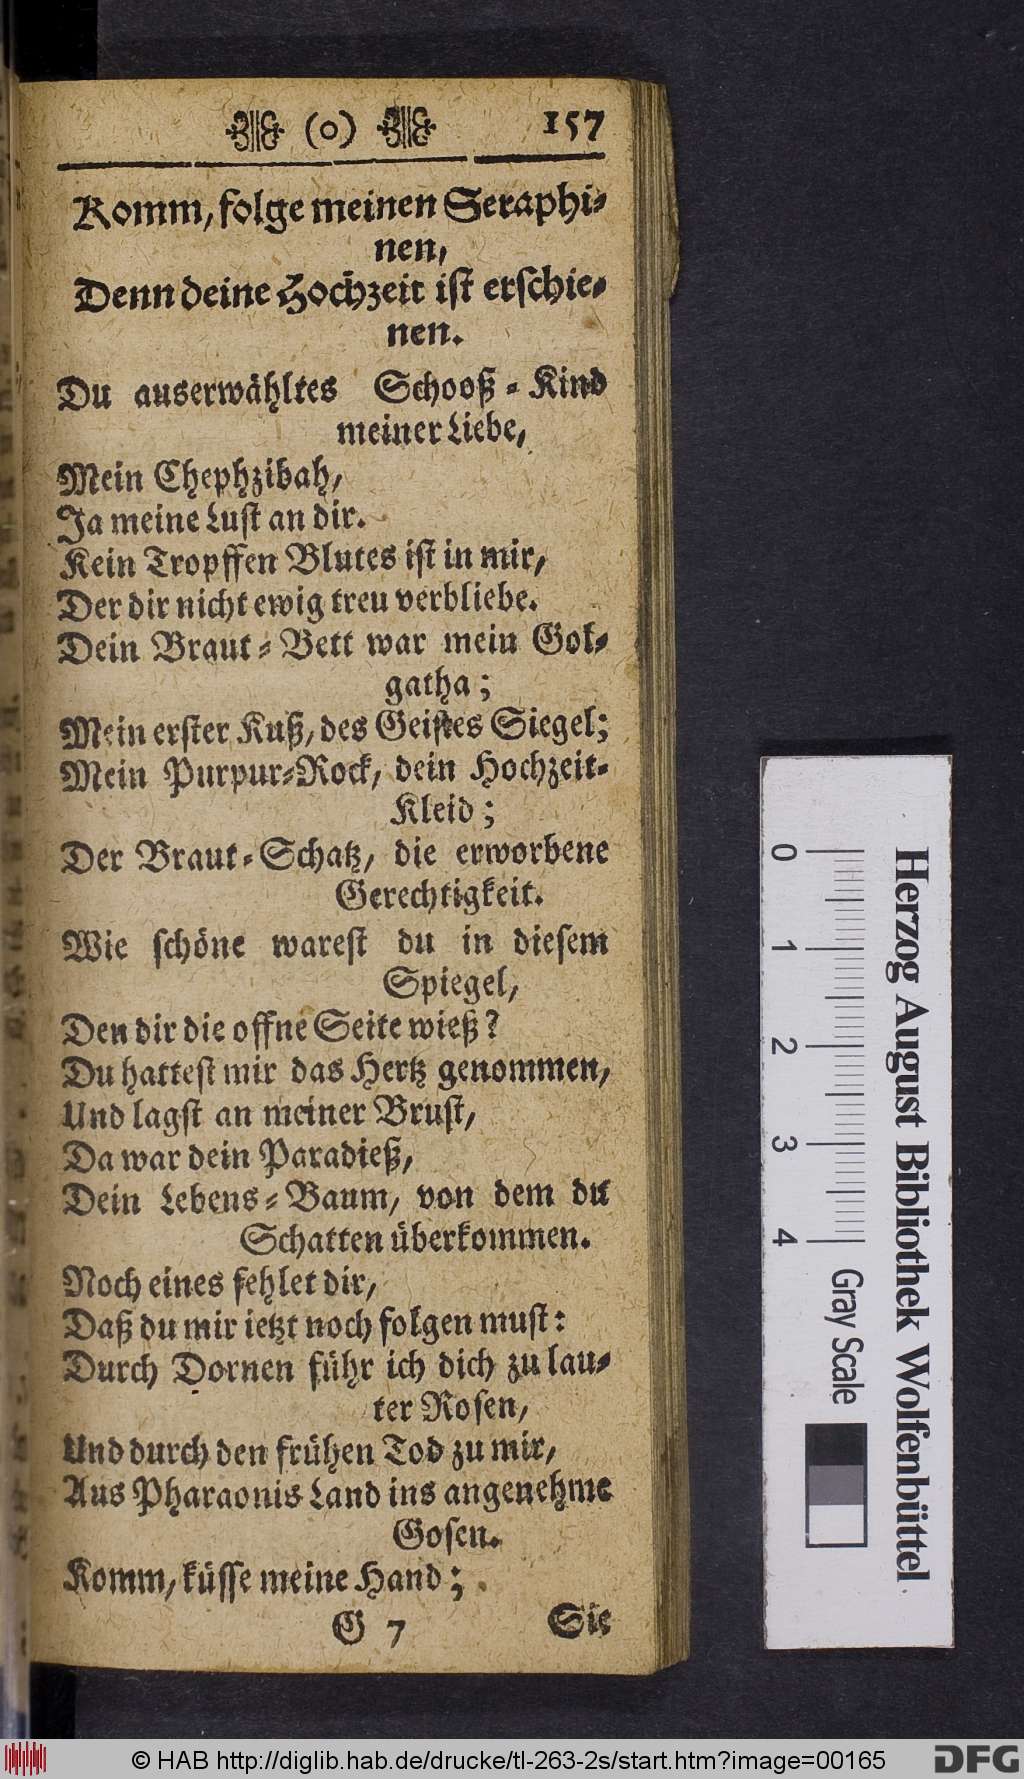 (o) 157
Komm, folge meinen Seraphi-
nen,
Denn deine Hochzeit ist erschie-
nen.
Du auserwähltes Schooß-Kind
meiner Liebe,
Mein Chephzibah,
Ja meine Lust an dir.
Kein Tropffen Blutes ist in mir,
Der dir nicht ewig treu verbliebe.
Dein Braut-Bett war mein Gol-
gatha;
Mein erster Kuß, des Geistes Siegel;
Mein Purpur-Rock, dein Hochzeit-
Kleid;
Der Braut-Schatz, die erworbene
Gerechtigkeit.
Wie schöne warest du in diesem
Spiegel,
Den dir die offne Seite wieß?
Du hattest mir das Hertz genommen,
Und lagst an meiner Brust,
Da war dein Paradieß,
Dein Lebens-Baum, von dem du
Schatten überkommen.
Noch eines fehlet dir,
Daß du mir ietzt noch folgen must:
Durch Dornen führ ich dich zu lau-
ter Rosen,
Und durch den frühen Tod zu mir,
Aus Pharaonis Land ins angenehme
Gosen.
Komm, küsse meine Hand;
G 7 Sie
0 1 2 3 4 Gray Scale
Herzog August Bibliothek Wolfenbüttel
© HAB http://diglib.hab.de/drucke/tl-263-2s/start.htm?image=00165 DFG